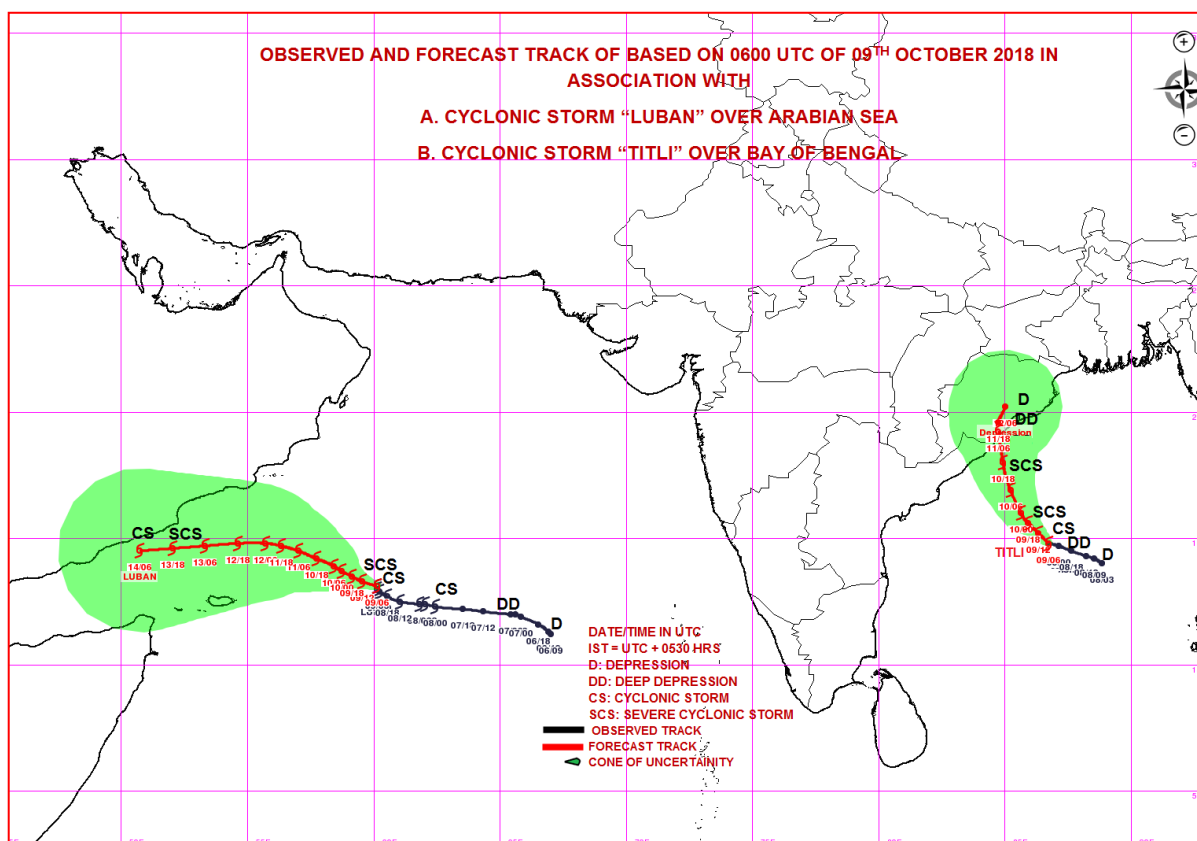 OBSERVED AND FORECAST TRACK OF BASED ON 0600 UTC OF 09TH OCTOBER 2018 IN
ASSOCIATION WITH
A. CYCLONIC STORM “LUBAN” OVER ARABIAN SEA
B. CYCLONIC STORM “TITLI” OVER BAY OF BENGAL
D
DD
Depression
11/18
11/06
SCS
10/18
10/06
SCS
10/00
CS
09/18
09/12
TITLI
09/06
DD
D
08/18
08/09
08/03
CS
SCS
14/06
LUBAN
13/18
13/06
12/18
11/18
11/06
10/18
10/06
10/00
09/18
SCS
CS
09/06
08/18
08/12
08/00
CS
07/12
DD
07/00
D
06/18
06/09
DATE/TIME IN UTC
IST = UTC + 0530 HRS
D: DEPRESSION
DD: DEEP DEPRESSION
CS: CYCLONIC STORM
SCS: SEVERE CYCLONIC STORM
OBSERVED TRACK
FORECAST TRACK
CONE OF UNCERTAINITY